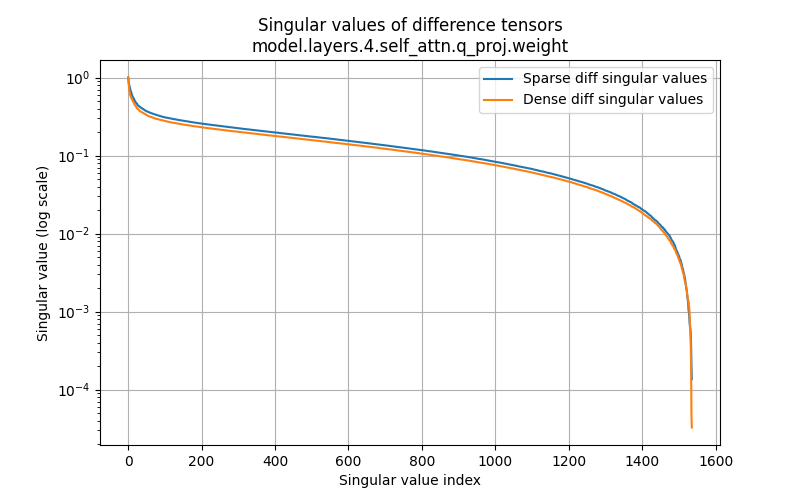 Singular values of difference tensors
model.layers.4.self_attn.q_proj.weight
Sparse diff singular values
Dense diff singular values
Singular value (log scale)
10⁰
10⁻¹
10⁻²
10⁻³
10⁻⁴
0 200 400 600 800 1000 1200 1400 1600
Singular value index